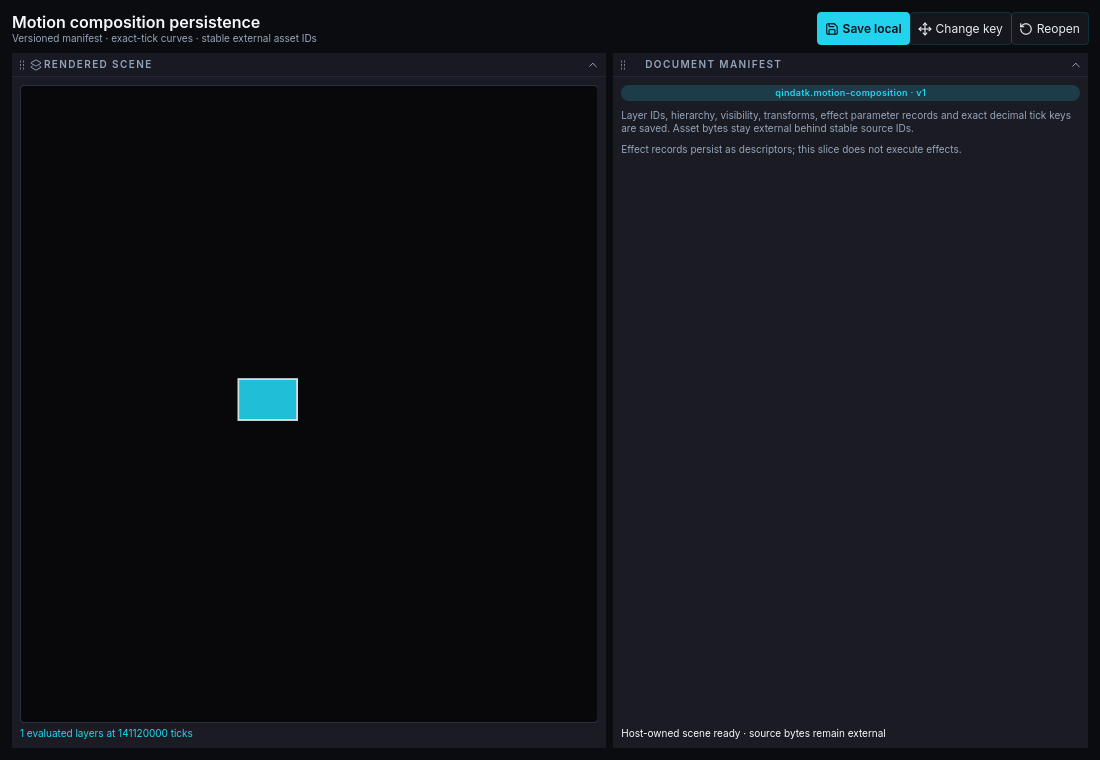 Motion composition persistence
Versioned manifest · exact-tick curves · stable external asset IDs
Save local
Change key
Reopen
RENDERED SCENE
1 evaluated layers at 141120000 ticks
DOCUMENT MANIFEST
qindatk.motion-composition · v1
Layer IDs, hierarchy, visibility, transforms, effect parameter records and exact decimal tick keys
are saved. Asset bytes stay external behind stable source IDs.
Effect records persist as descriptors; this slice does not execute effects.
Host-owned scene ready · source bytes remain external